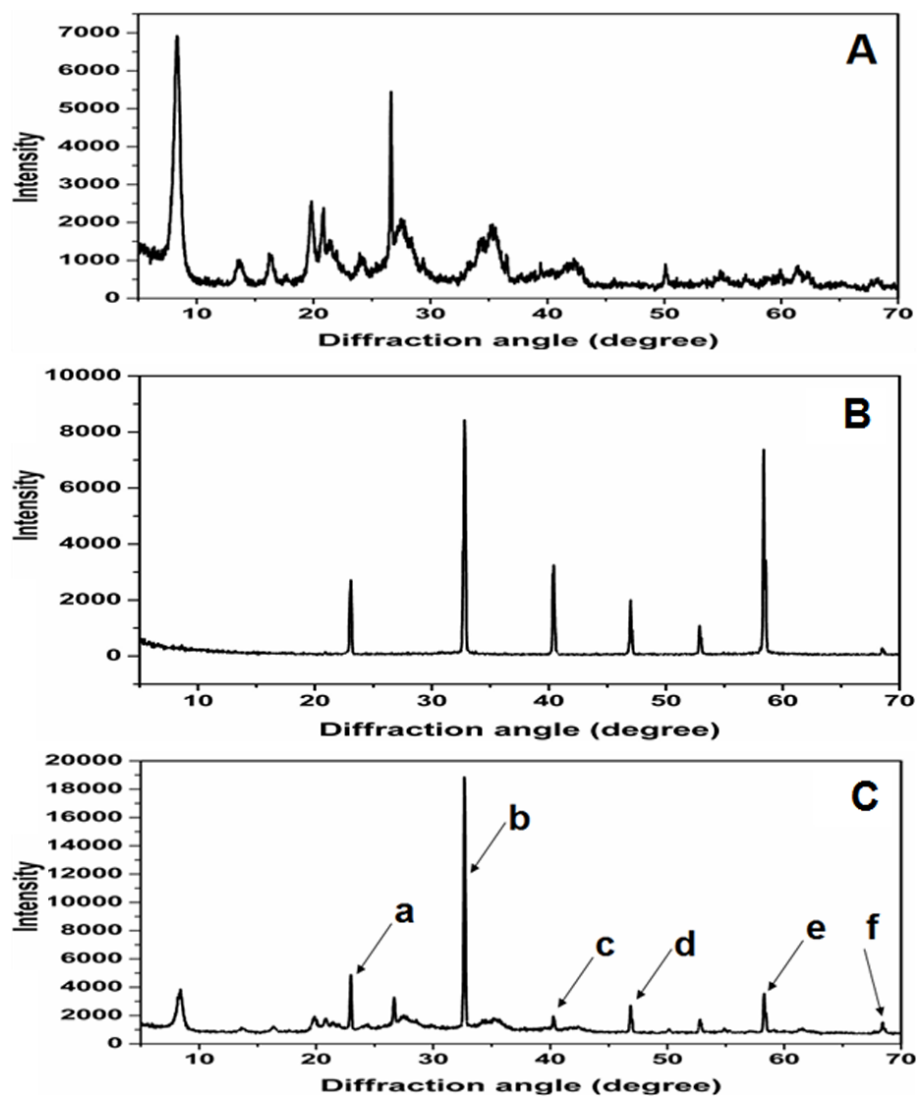 A
7000
6000
5000
4000
3000
2000
1000
0
Intensity
10 20 30 40 50 60 70
Diffraction angle (degree)
B
10000
8000
6000
4000
2000
0
Intensity
10 20 30 40 50 60 70
Diffraction angle (degree)
C
20000
18000
16000
14000
12000
10000
8000
6000
4000
2000
0
Intensity
a
b
c
d
e
f
10 20 30 40 50 60 70
Diffraction angle (degree)